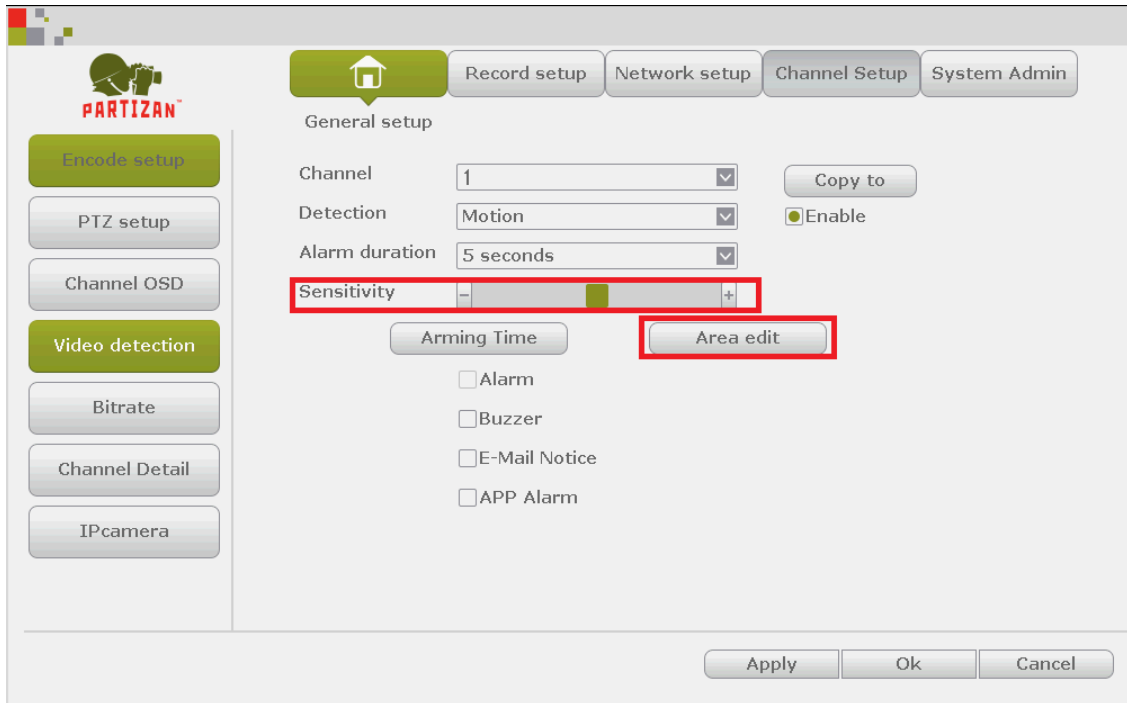 Record setup
Network setup
Channel Setup
System Admin
PARTIZAN™
General setup
Encode setup
PTZ setup
Channel OSD
Video detection
Bitrate
Channel Detail
IPcamera
Channel
1
Copy to
Detection
Motion
Enable
Alarm duration
5 seconds
Sensitivity
-
+
Arming Time
Area edit
Alarm
Buzzer
E-Mail Notice
APP Alarm
Apply
Ok
Cancel